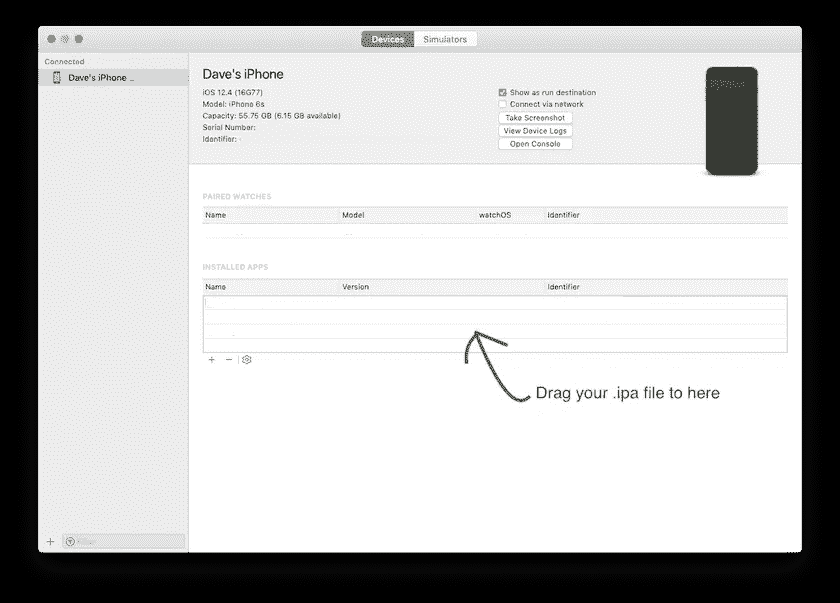 Devices Simulators
Connected
Dave's iPhone ..
Dave's iPhone
iOS 12.4 (16G77)
Model: iPhone 6s
Capacity: 55.75 GB (6.15 GB available)
Serial Number:
Identifier:
Show as run destination
Connect via network
Take Screenshot
View Device Logs
Open Console
PAIRED WATCHES
Name Model watchOS Identifier
INSTALLED APPS
Name Version Identifier
Drag your .ipa file to here
Filter